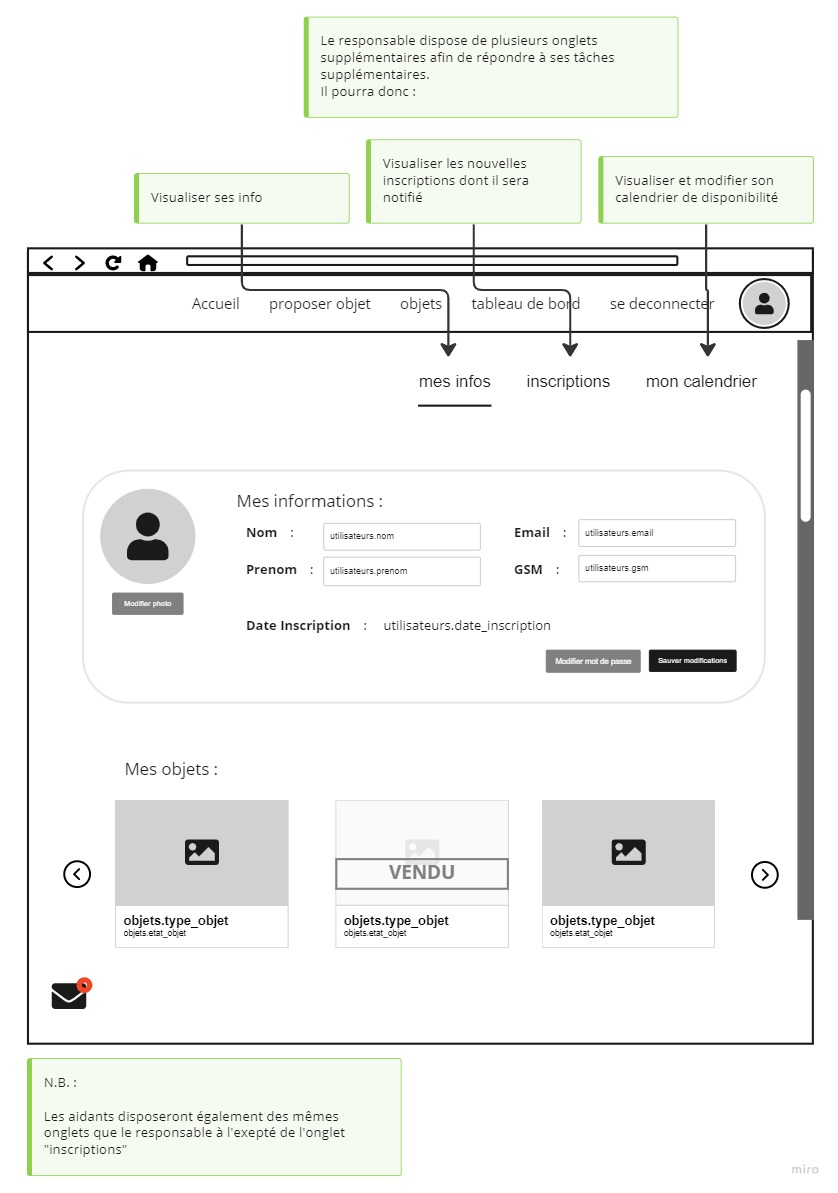 Le responsable dispose de plusieurs onglets
supplémentaires afin de répondre à ses tâches
supplémentaires.
Il pourra donc :
Visualiser ses info
Visualiser les nouvelles
inscriptions dont il sera
notifié
Visualiser et modifier son
calendrier de disponibilité
Accueil proposer objet objets tableau de bord se deconnecter
mes infos inscriptions mon calendrier
Mes informations :
Nom : utilisateurs.nom
Email : utilisateurs.email
Prenom : utilisateurs.prenom
GSM : utilisateurs.gsm
Modifier photo
Date Inscription : utilisateurs.date_inscription
Modifier mot de passe Sauver modifications
Mes objets :
VENDU
objets.type_objet
objets.etat_objet
objets.type_objet
objets.etat_objet
objets.type_objet
objets.etat_objet
N.B. :
Les aidants disposeront également des mêmes
onglets que le responsable à l'exepté de l'onglet
"inscriptions"
miro